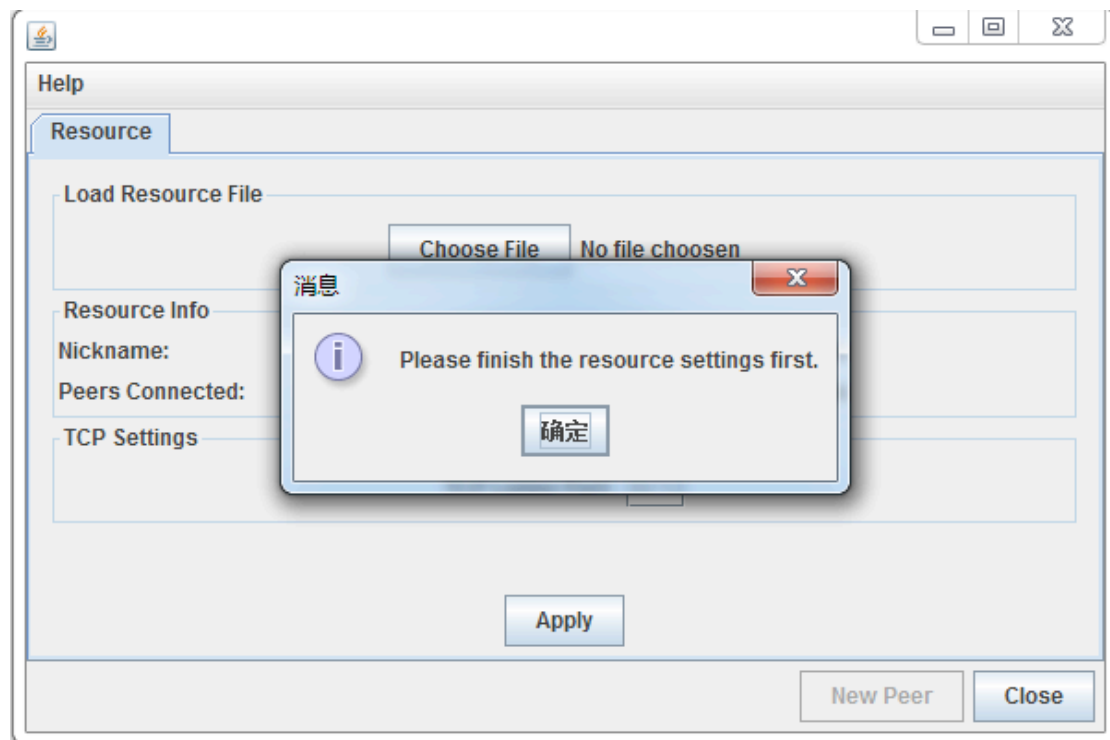 Help
Resource
Load Resource File
Choose File No file choosen
消息
Resource Info
Nickname:
Please finish the resource settings first.
Peers Connected:
确定
TCP Settings
Apply
New Peer Close